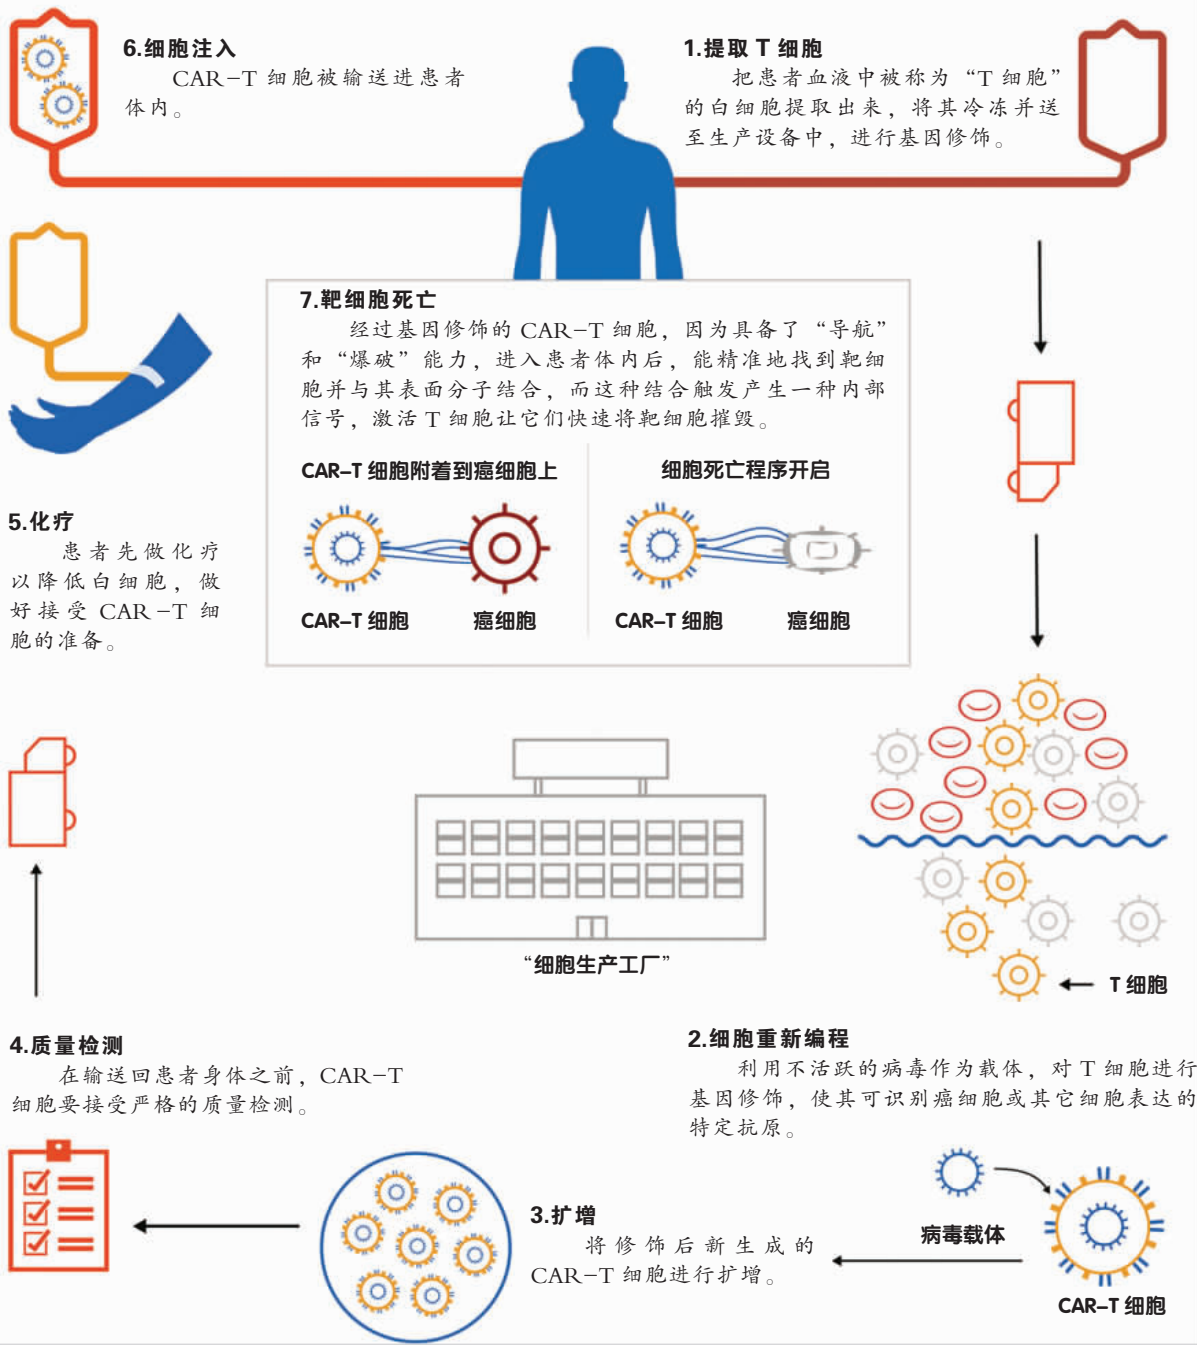 6.细胞注入
CAR-T 细胞被输送进患者
体内。
1.提取 T 细胞
把患者血液中被称为“T 细胞”
的白细胞提取出来，将其冷冻并送
至生产设备中，进行基因修饰。
7.靶细胞死亡
经过基因修饰的 CAR-T 细胞，因为具备了“导航”
和“爆破”能力，进入患者体内后，能精准地找到靶细
胞并与其表面分子结合，而这种结合触发产生一种内部
信号，激活 T 细胞让它们快速将靶细胞摧毁。
CAR-T 细胞附着到癌细胞上
细胞死亡程序开启
CAR-T 细胞
癌细胞
CAR-T 细胞
癌细胞
5.化疗
患者先做化疗
以降低白细胞，做
好接受 CAR-T 细
胞的准备。
“细胞生产工厂”
T 细胞
4.质量检测
在输送回患者身体之前，CAR-T
细胞要接受严格的质量检测。
2.细胞重新编程
利用不活跃的病毒作为载体，对 T 细胞进行
基因修饰，使其可识别癌细胞或其它细胞表达的
特定抗原。
3.扩增
将修饰后新生成的
CAR-T 细胞进行扩增。
病毒载体
CAR-T 细胞